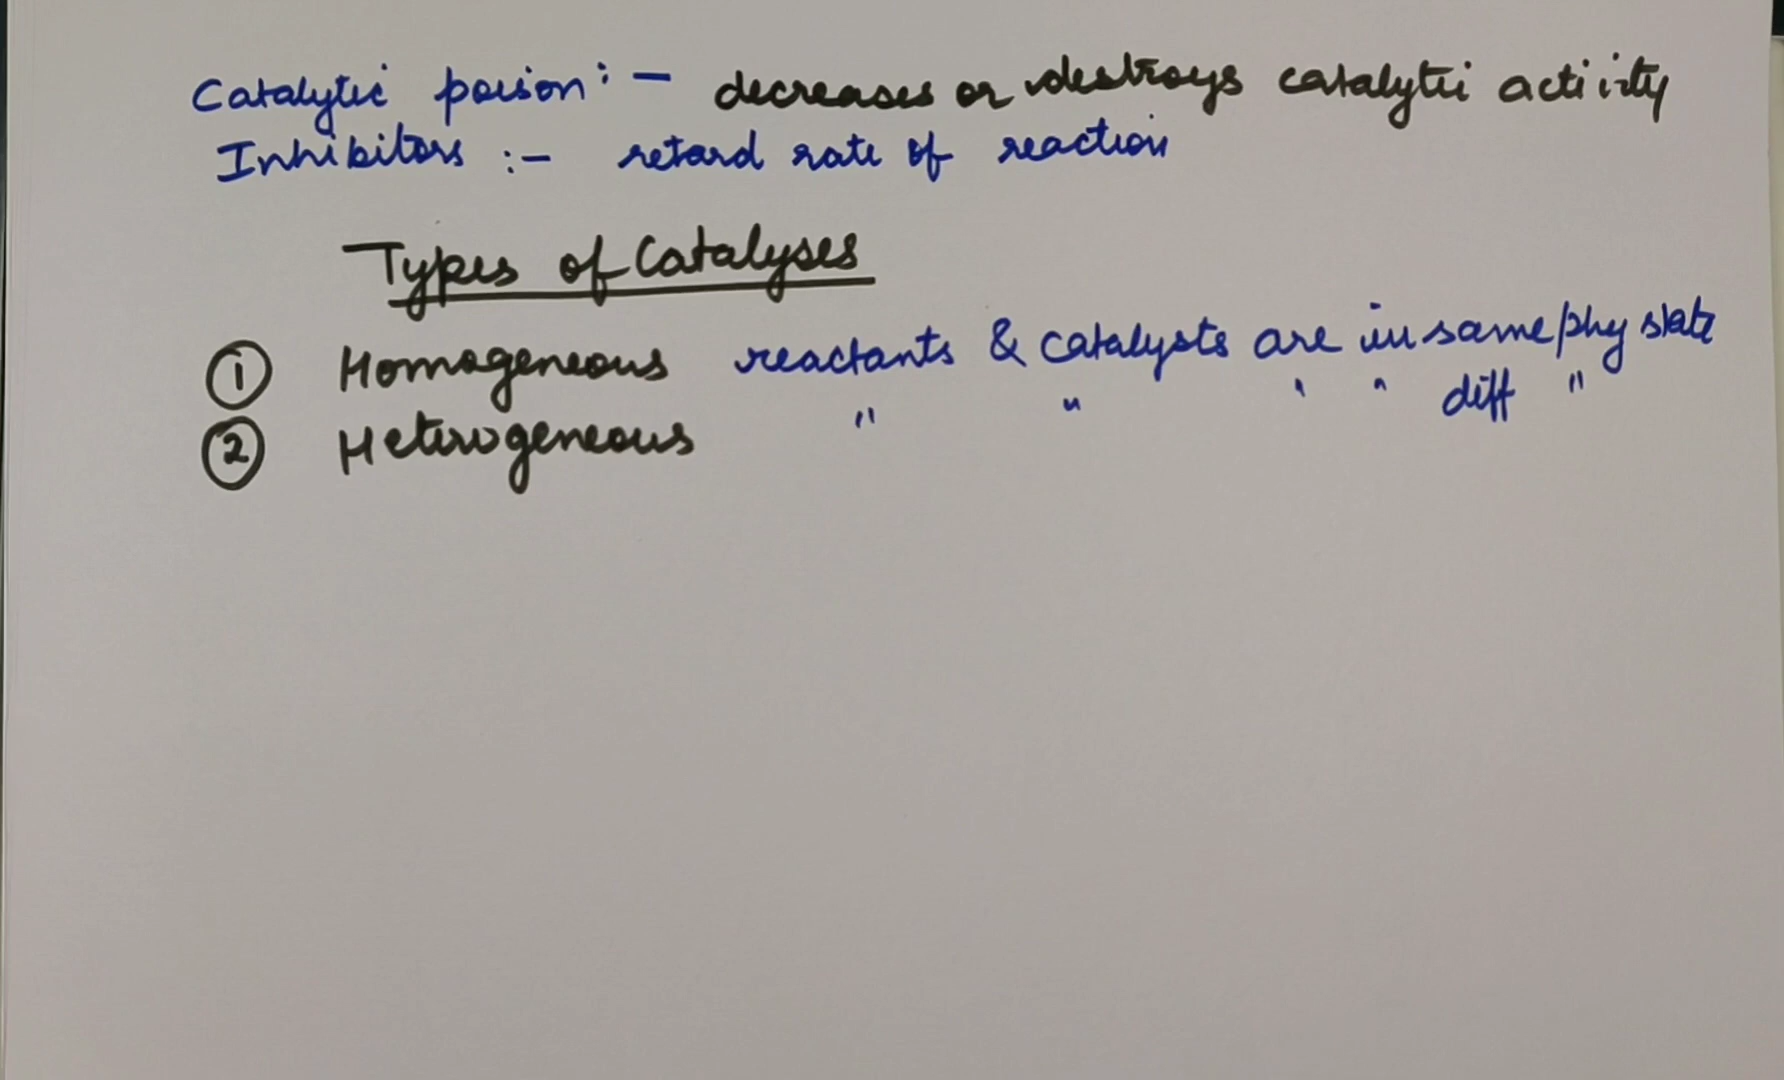 Catalytic poison :- decreases or destroys catalytic activity
Inhibitors :- retard rate of reaction
Types of Catalyses
① Homogeneous reactants & catalysts are in same phy state
② Heterogeneous " " " " diff "